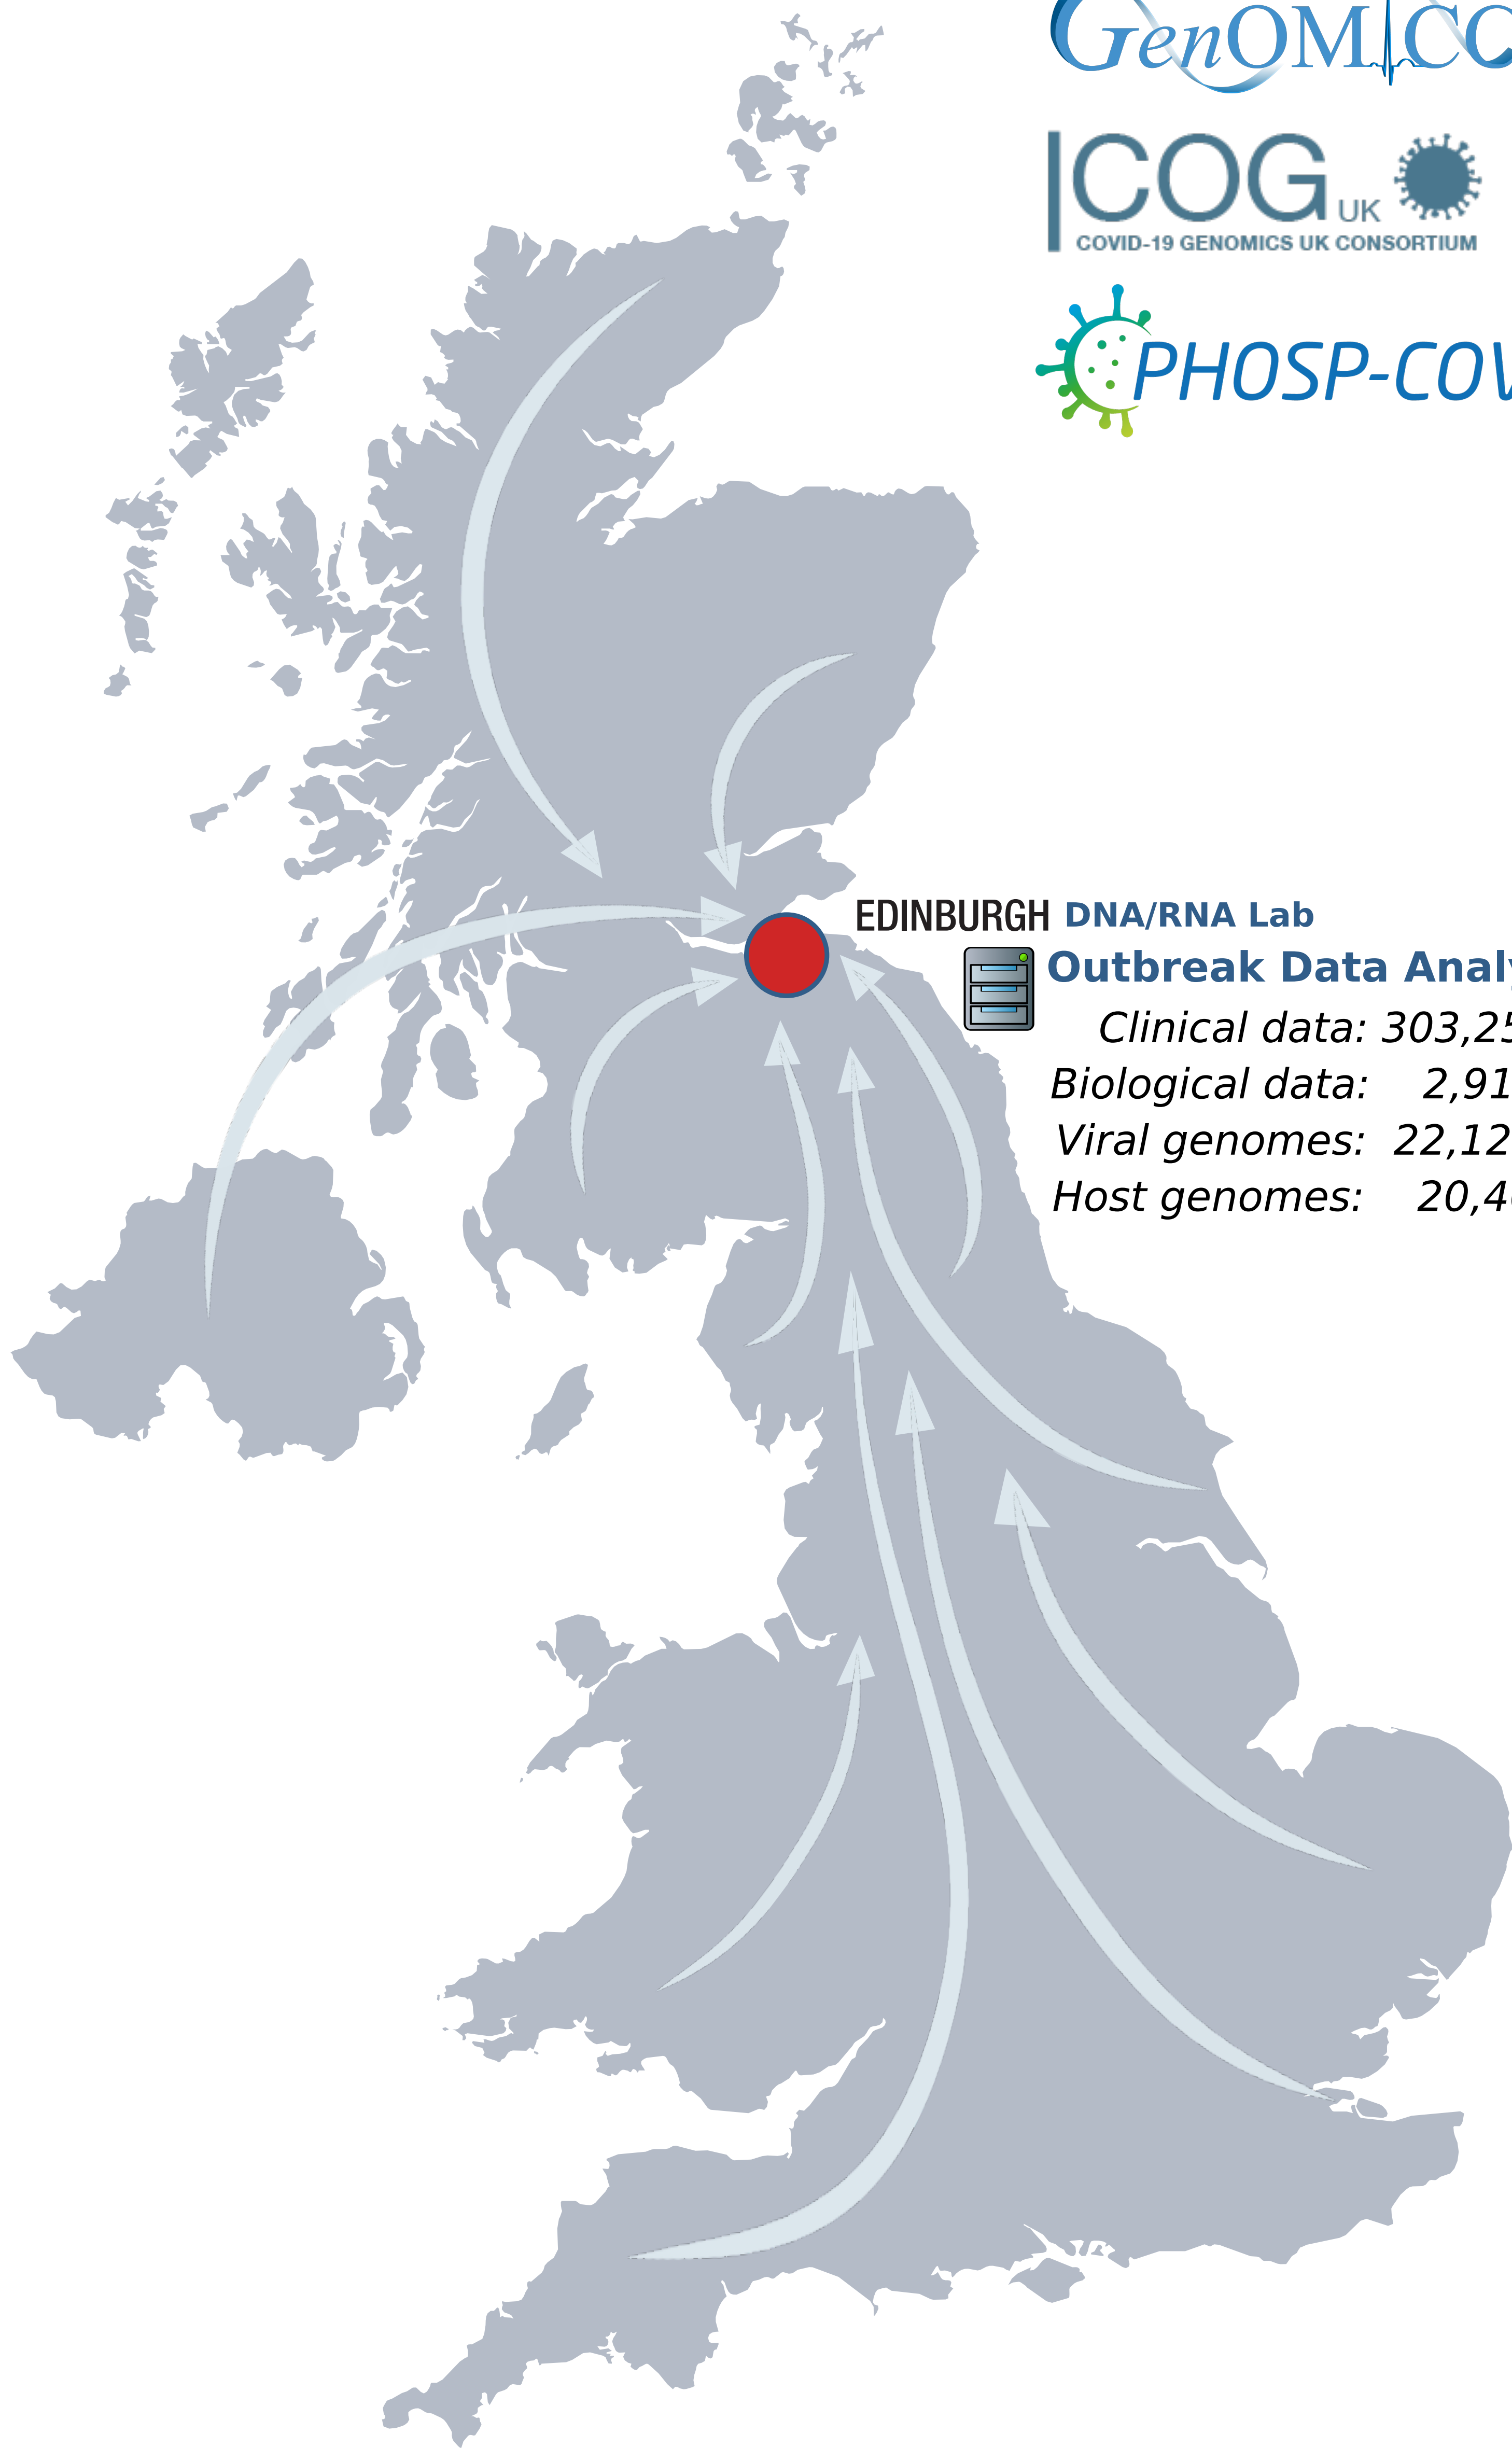 GenOMICC
COG UK
COVID-19 GENOMICS UK CONSORTIUM
PHOSP-COV
EDINBURGH DNA/RNA Lab
Outbreak Data Analy
Clinical data: 303,25
Biological data: 2,91
Viral genomes: 22,12
Host genomes: 20,4